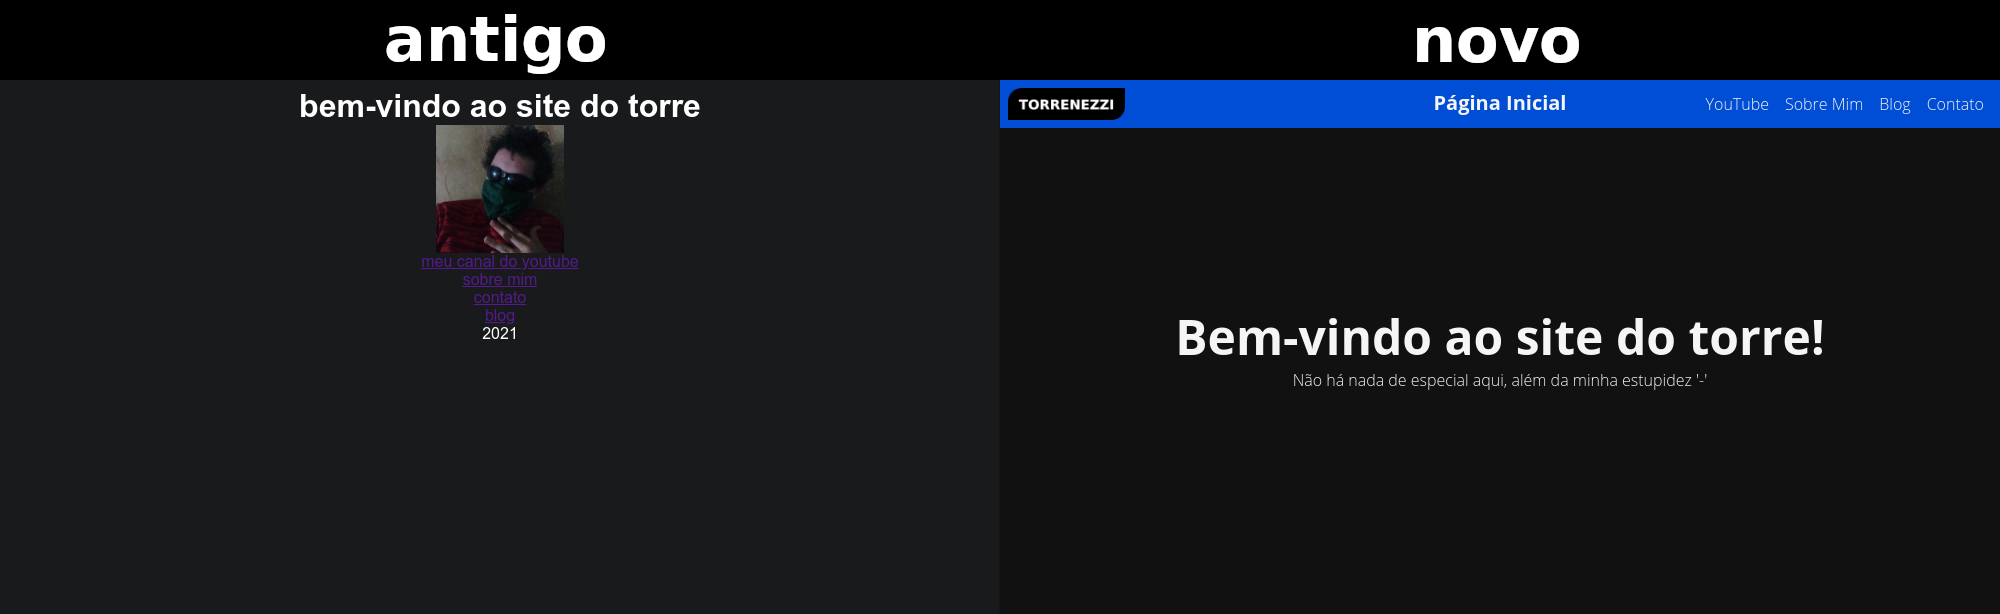 antigo
bem-vindo ao site do torre
meu canal do youtube
sobre mim
contato
blog
2021
novo
TORRENEZZI
Página Inicial
YouTube Sobre Mim Blog Contato
Bem-vindo ao site do torre!
Não há nada de especial aqui, além da minha estupidez '-'